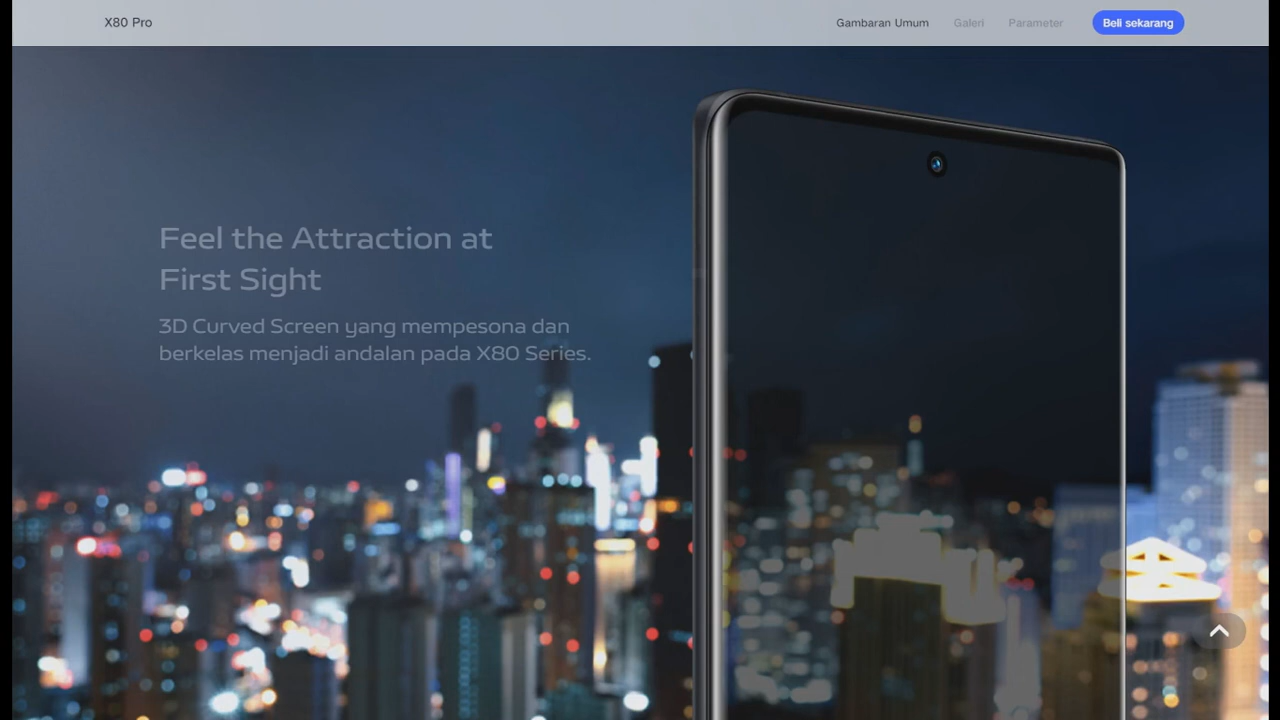 X80 Pro
Gambaran Umum
Galeri
Parameter
Beli sekarang
Feel the Attraction at
First Sight
3D Curved Screen yang mempesona dan
berkelas menjadi andalan pada X80 Series.